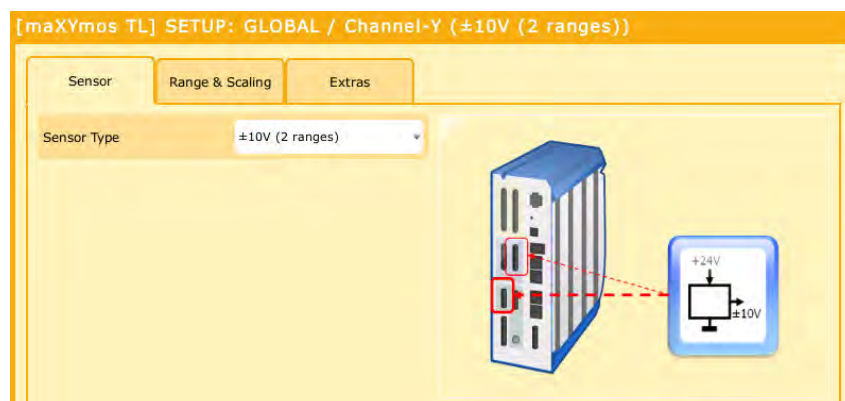 [maXYmos TL] SETUP: GLOBAL / Channel-Y (±10V (2 ranges))
Sensor
Range & Scaling
Extras
Sensor Type
±10V (2 ranges)
+24V
±10V